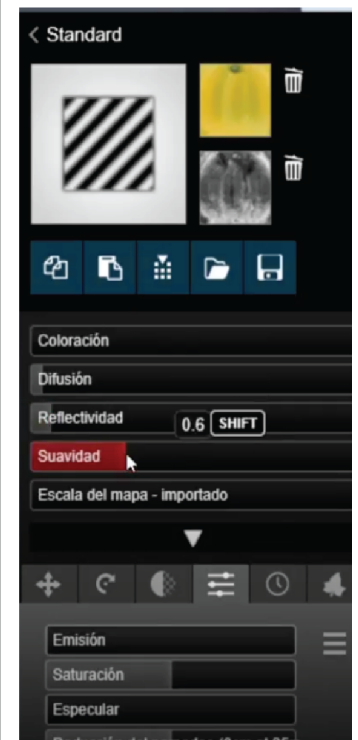 < Standard
Coloración
Difusión
Reflectividad
0.6 SHIFT
Suavidad
Escala del mapa - importado
Emisión
Saturación
Especular